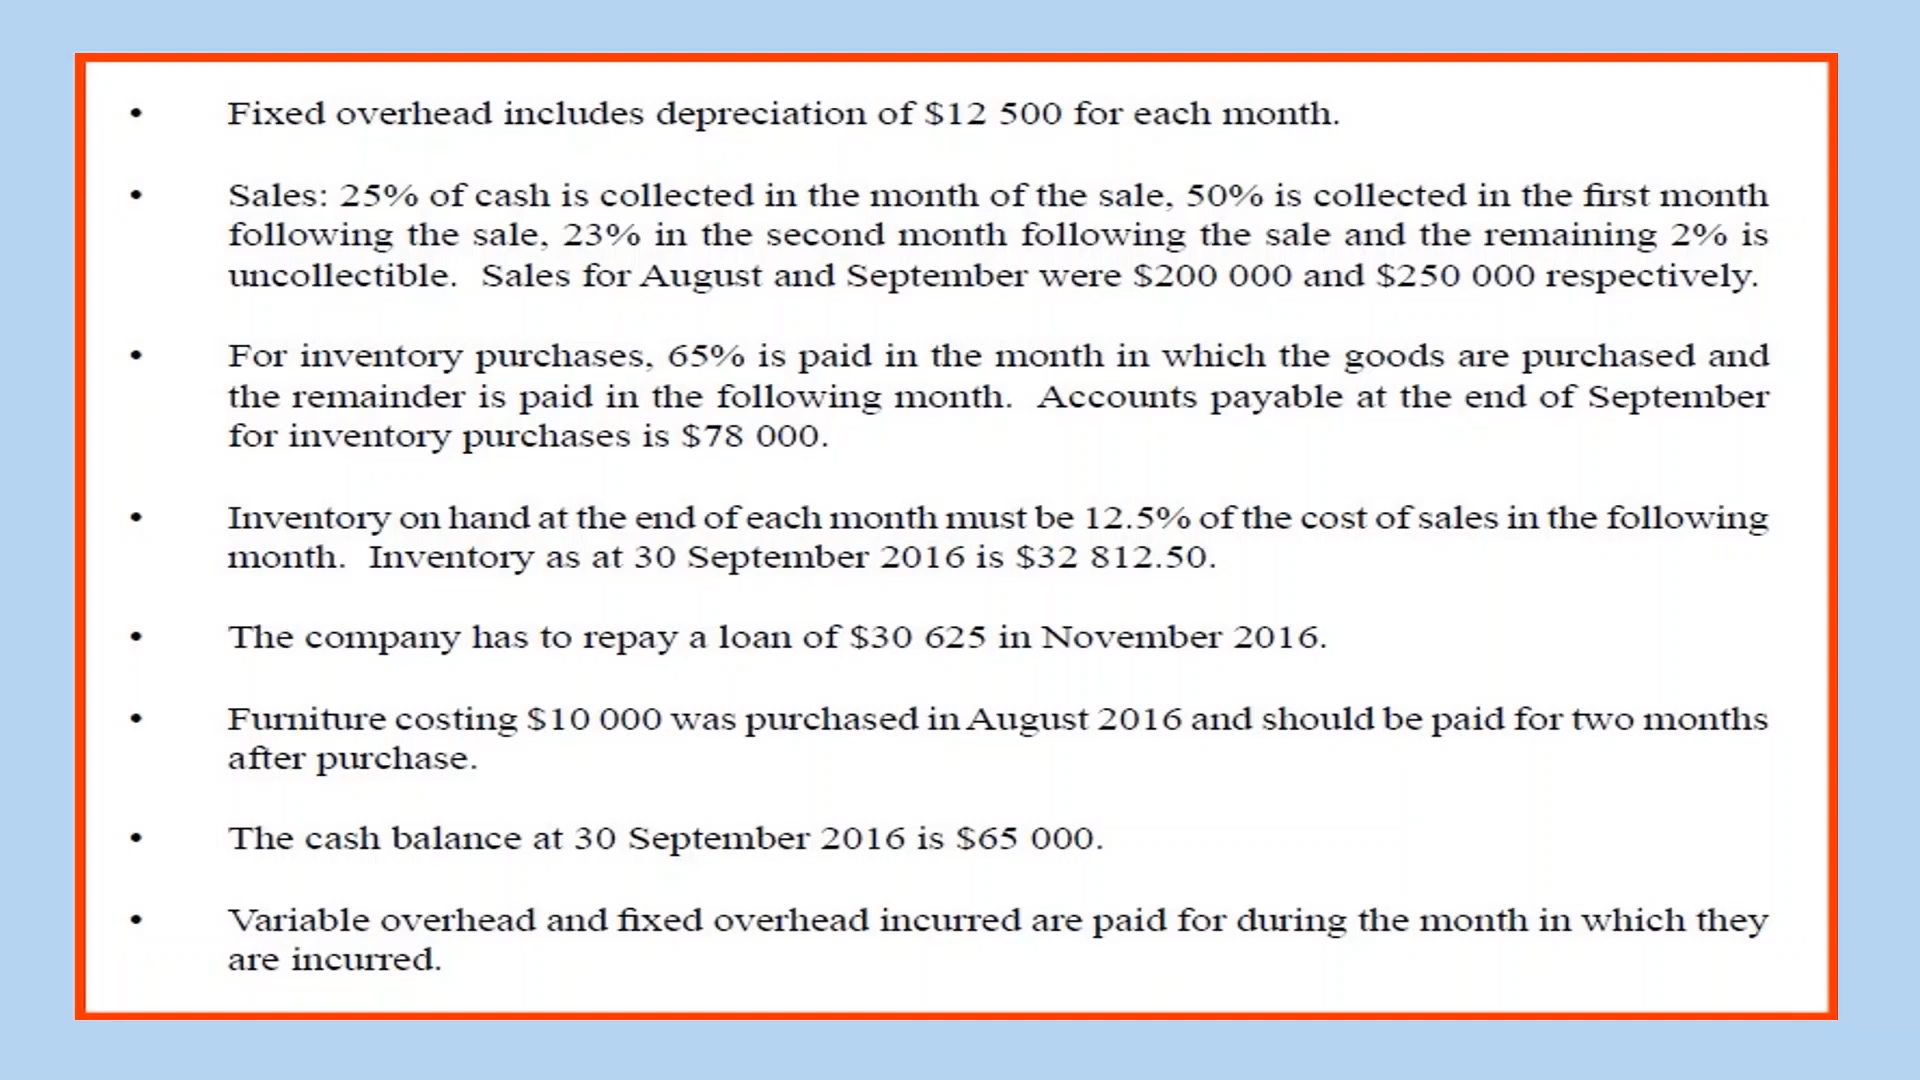 • Fixed overhead includes depreciation of $12 500 for each month.
• Sales: 25% of cash is collected in the month of the sale, 50% is collected in the first month
following the sale, 23% in the second month following the sale and the remaining 2% is
uncollectible. Sales for August and September were $200 000 and $250 000 respectively.
• For inventory purchases, 65% is paid in the month in which the goods are purchased and
the remainder is paid in the following month. Accounts payable at the end of September
for inventory purchases is $78 000.
• Inventory on hand at the end of each month must be 12.5% of the cost of sales in the following
month. Inventory as at 30 September 2016 is $32 812.50.
• The company has to repay a loan of $30 625 in November 2016.
• Furniture costing $10 000 was purchased in August 2016 and should be paid for two months
after purchase.
• The cash balance at 30 September 2016 is $65 000.
• Variable overhead and fixed overhead incurred are paid for during the month in which they
are incurred.